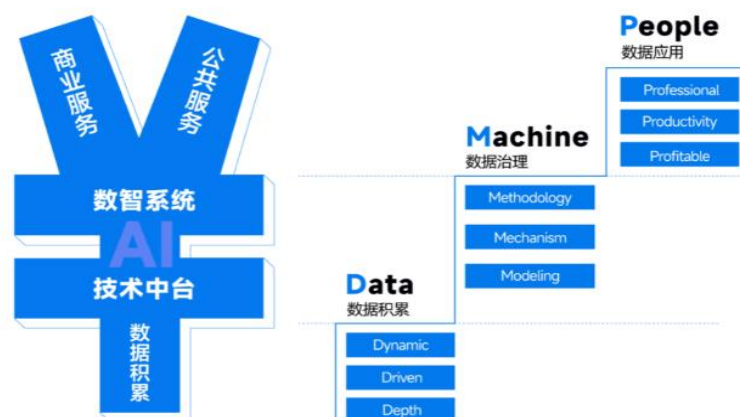 商业服务
公共服务
数智系统
AI
技术中台
数据积累
People
数据应用
Professional
Productivity
Profitable
Machine
数据治理
Methodology
Mechanism
Modeling
Data
数据积累
Dynamic
Driven
Depth